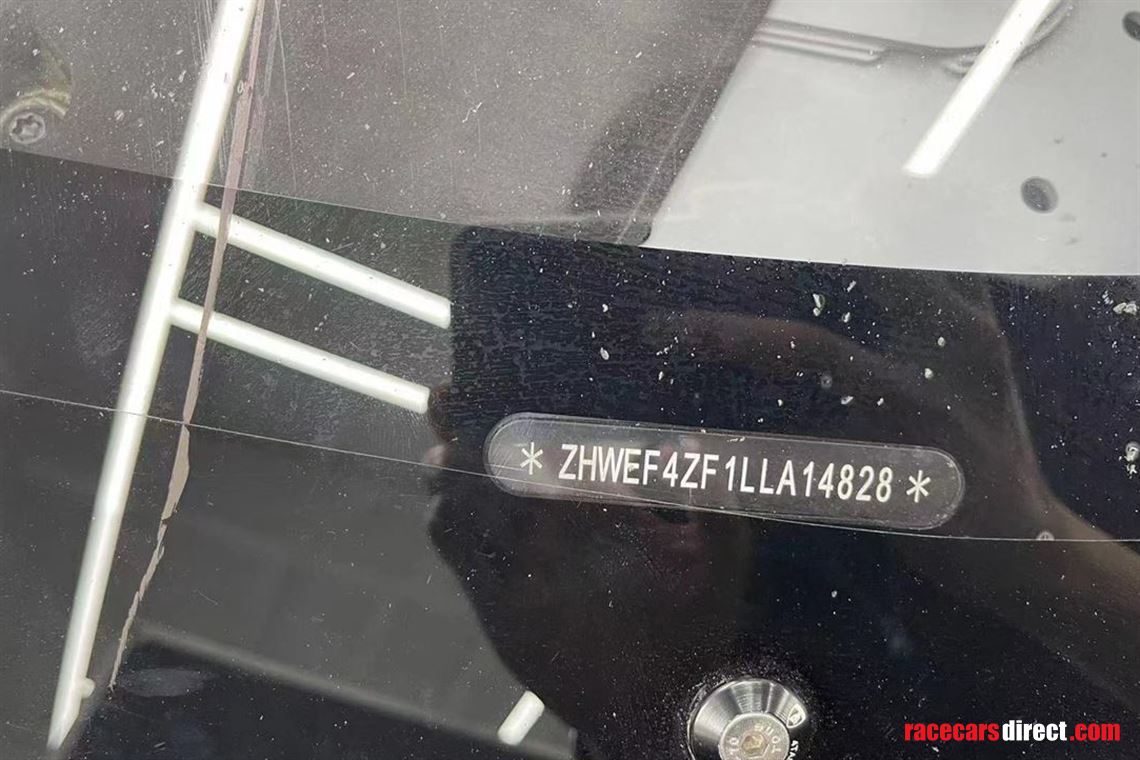 * ZHWEF4ZF1LLA14828 *
racecarsdirect.com